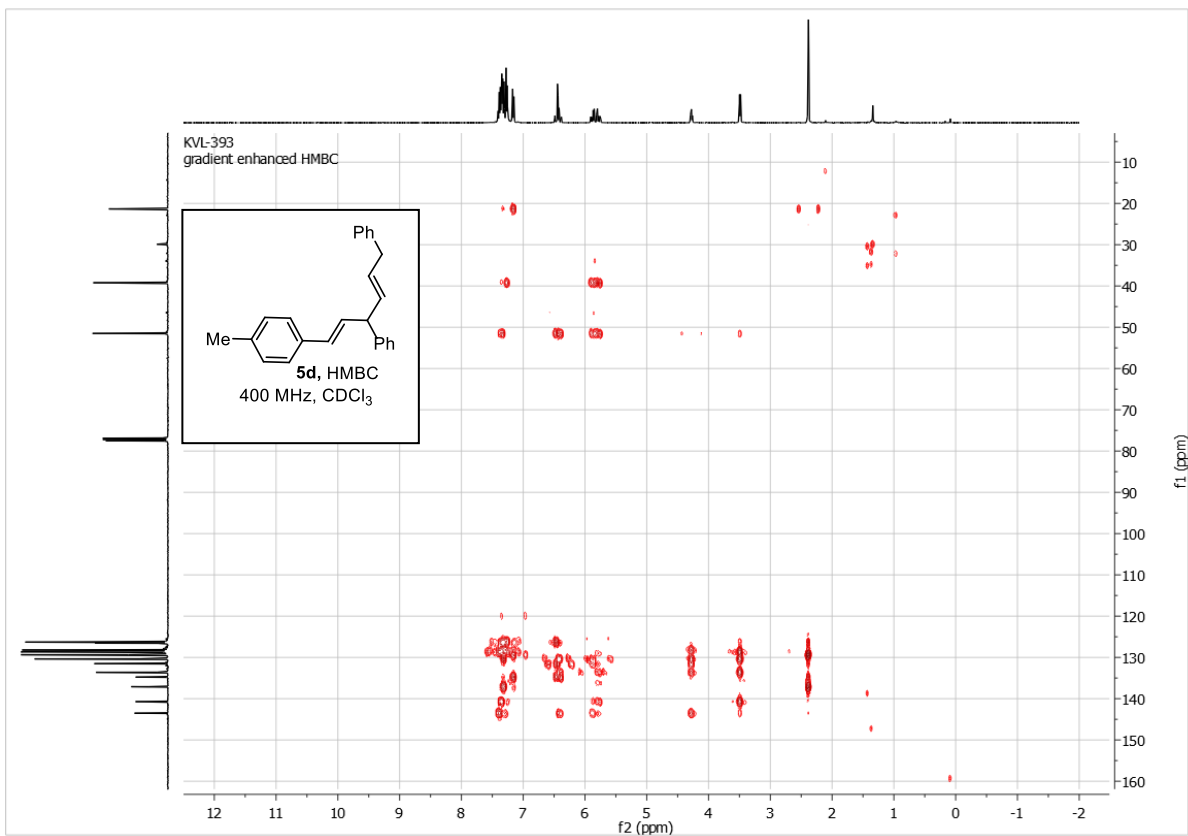 KVL-393
gradient enhanced HMBC
Ph
Me
Ph
5d, HMBC
400 MHz, CDCl₃
10
20
30
40
50
60
70
80
90
100
110
120
130
140
150
160
f1 (ppm)
12 11 10 9 8 7 6 5 4 3 2 1 0 -1 -2
f2 (ppm)